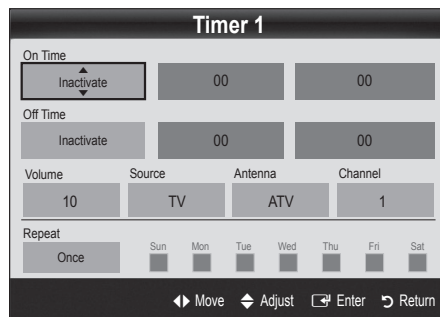 Timer 1
On Time
Inactivate 00 00
Off Time
Inactivate 00 00
Volume Source Antenna Channel
10 TV ATV 1
Repeat
Once Sun Mon Tue Wed Thu Fri Sat
Move Adjust Enter Return